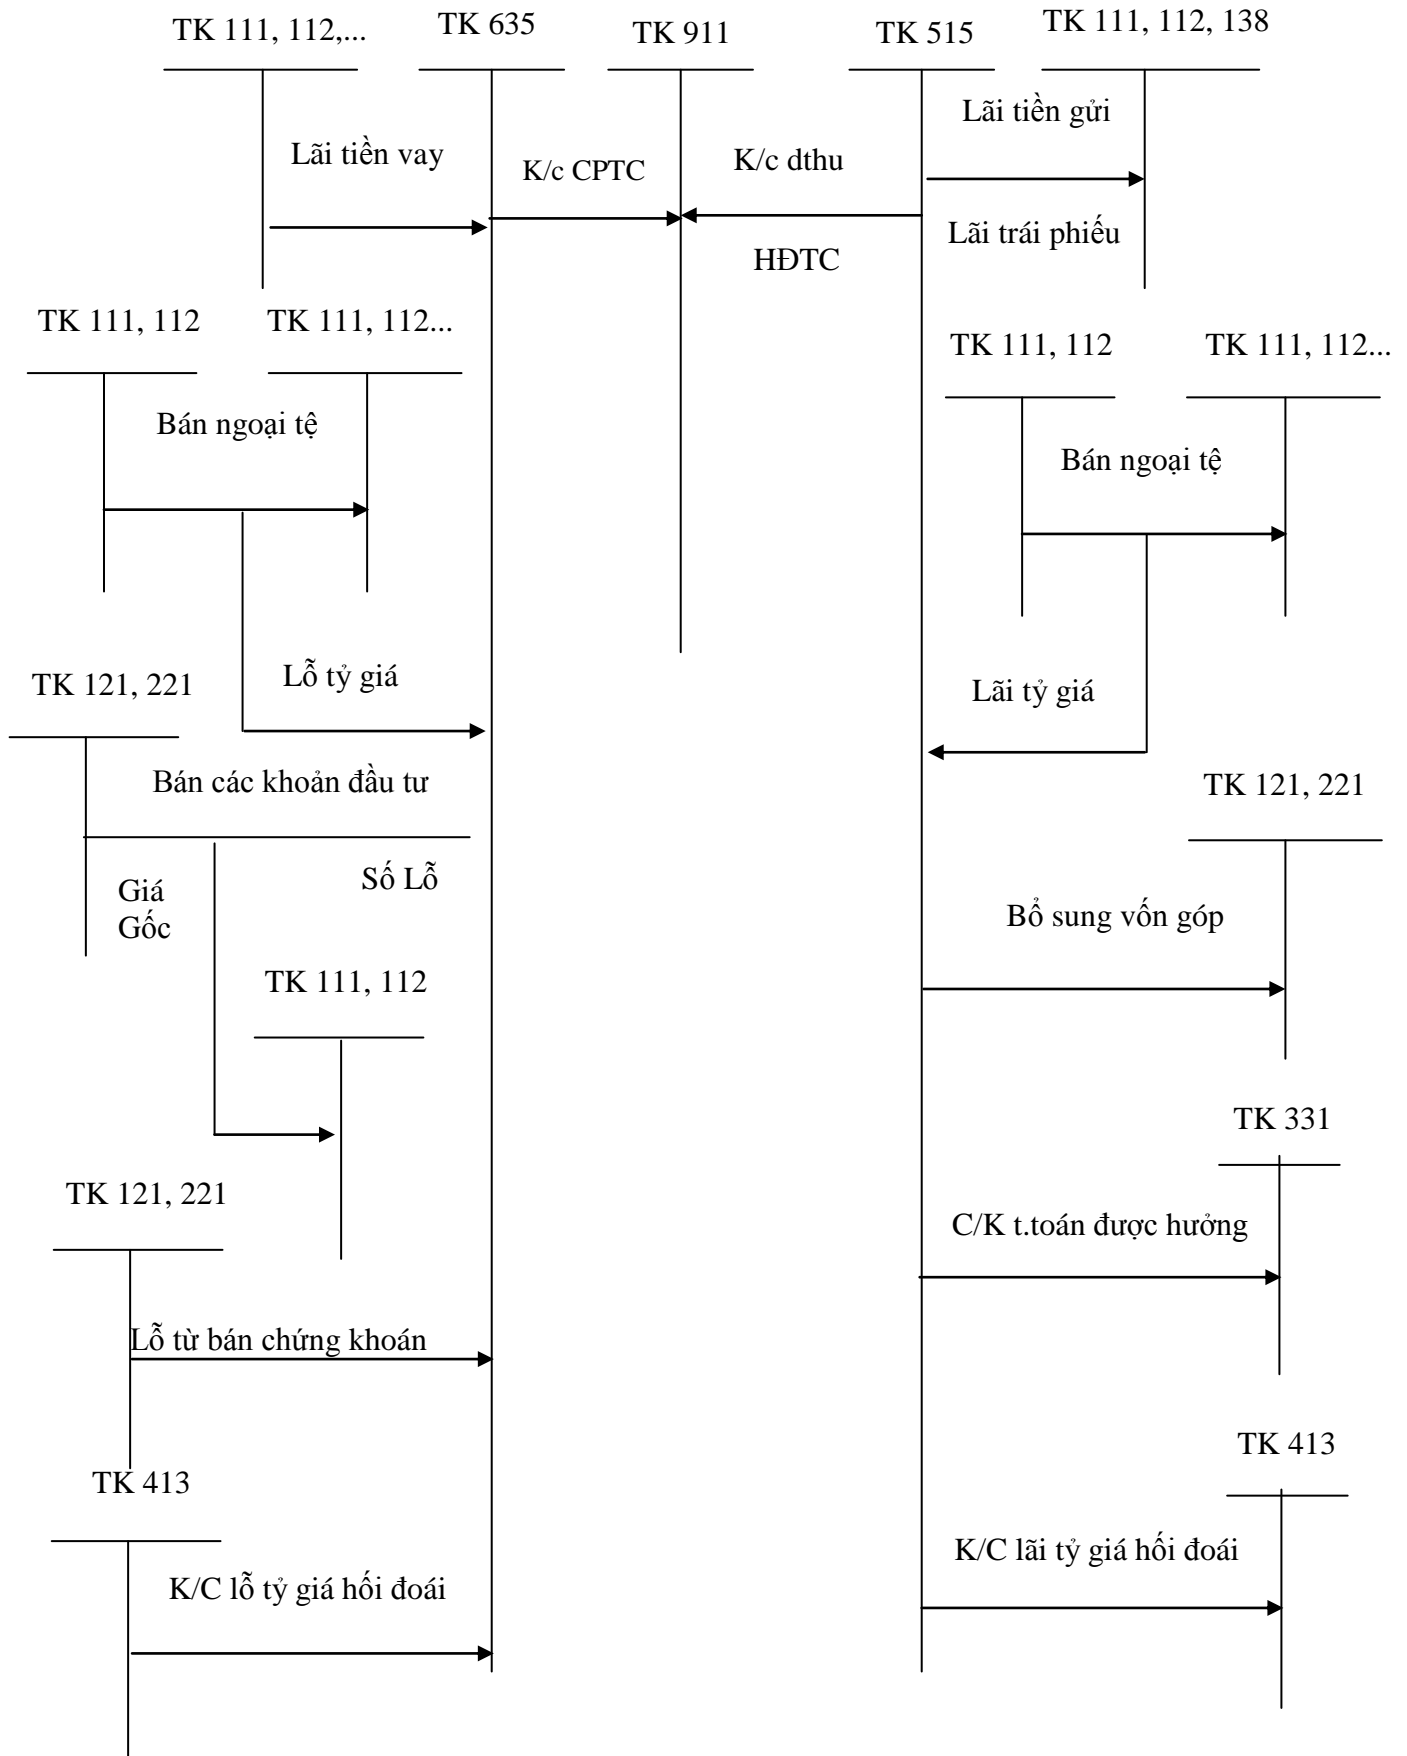 TK 111, 112,...
TK 635
TK 911
TK 515
TK 111, 112, 138
Lãi tiền gửi
Lãi tiền vay
K/c CPTC
K/c dthu
Lãi trái phiếu
HĐTC
TK 111, 112
TK 111, 112...
TK 111, 112
TK 111, 112...
Bán ngoại tệ
Bán ngoại tệ
Lỗ tỷ giá
TK 121, 221
Lãi tỷ giá
Bán các khoản đầu tư
TK 121, 221
Số Lỗ
Giá
Gốc
Bổ sung vốn góp
TK 111, 112
TK 331
TK 121, 221
C/K t.toán được hưởng
Lỗ từ bán chứng khoán
TK 413
TK 413
K/C lãi tỷ giá hối đoái
K/C lỗ tỷ giá hối đoái